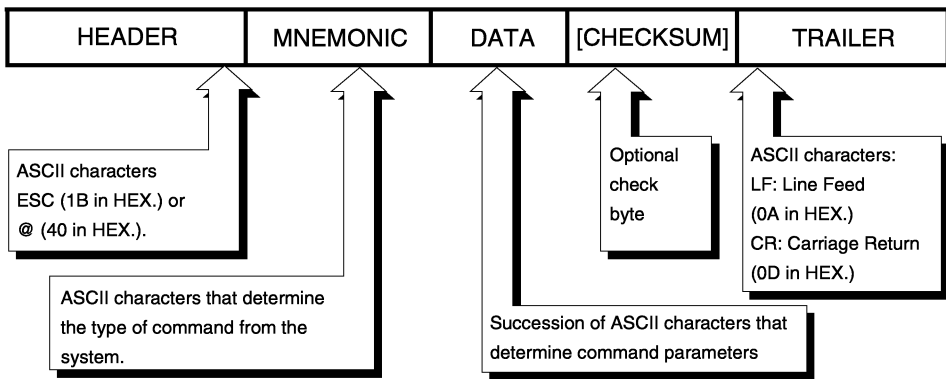 HEADER MNEMONIC DATA [CHECKSUM] TRAILER
ASCII characters
ESC (1B in HEX.) or
@ (40 in HEX.).
ASCII characters that determine
the type of command from the
system.
Succession of ASCII characters that
determine command parameters
Optional
check
byte
ASCII characters:
LF: Line Feed
(0A in HEX.)
CR: Carriage Return
(0D in HEX.)